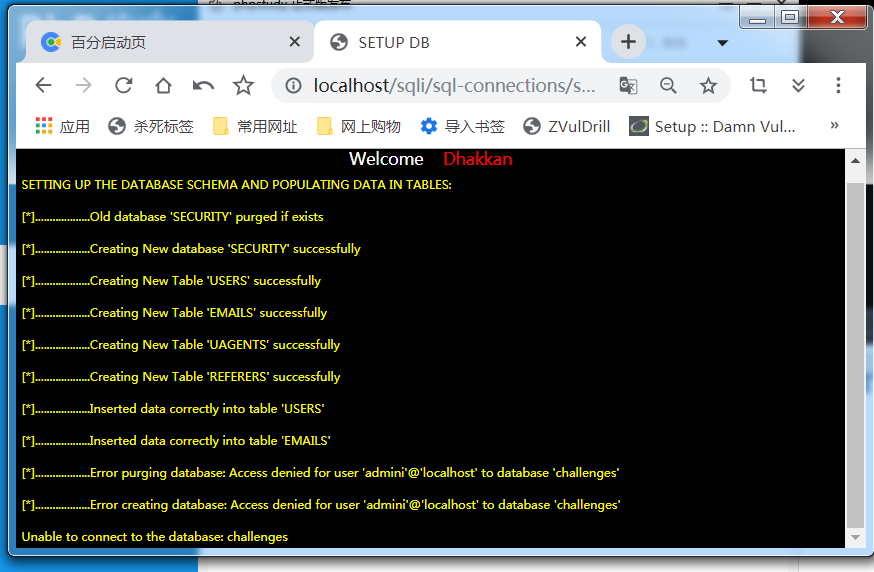 百分启动页
SETUP DB
localhost/sqli/sql-connections/s...
应用
杀死标签
常用网址
网上购物
导入书签
ZVulDrill
Setup :: Damn Vul...
»
Welcome Dhakkan
SETTING UP THE DATABASE SCHEMA AND POPULATING DATA IN TABLES:
[*]...................Old database 'SECURITY' purged if exists
[*]...................Creating New database 'SECURITY' successfully
[*]...................Creating New Table 'USERS' successfully
[*]...................Creating New Table 'EMAILS' successfully
[*]...................Creating New Table 'UAGENTS' successfully
[*]...................Creating New Table 'REFERERS' successfully
[*]...................Inserted data correctly into table 'USERS'
[*]...................Inserted data correctly into table 'EMAILS'
[*]...................Error purging database: Access denied for user 'admini'@'localhost' to database 'challenges'
[*]...................Error creating database: Access denied for user 'admini'@'localhost' to database 'challenges'
Unable to connect to the database: challenges